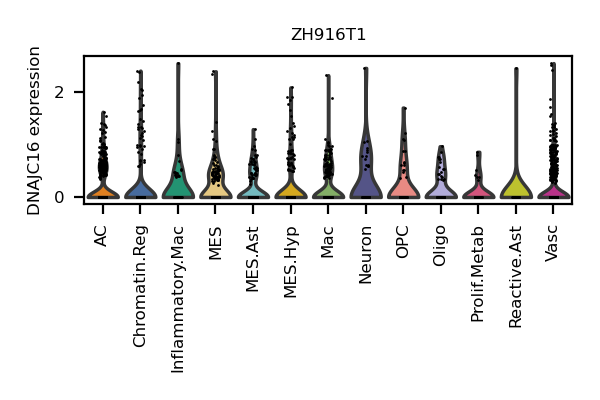 ZH916T1
DNAJC16 expression
2
0
AC
Chromatin.Reg
Inflammatory.Mac
MES
MES.Ast
MES.Hyp
Mac
Neuron
OPC
Oligo
Prolif.Metab
Reactive.Ast
Vasc